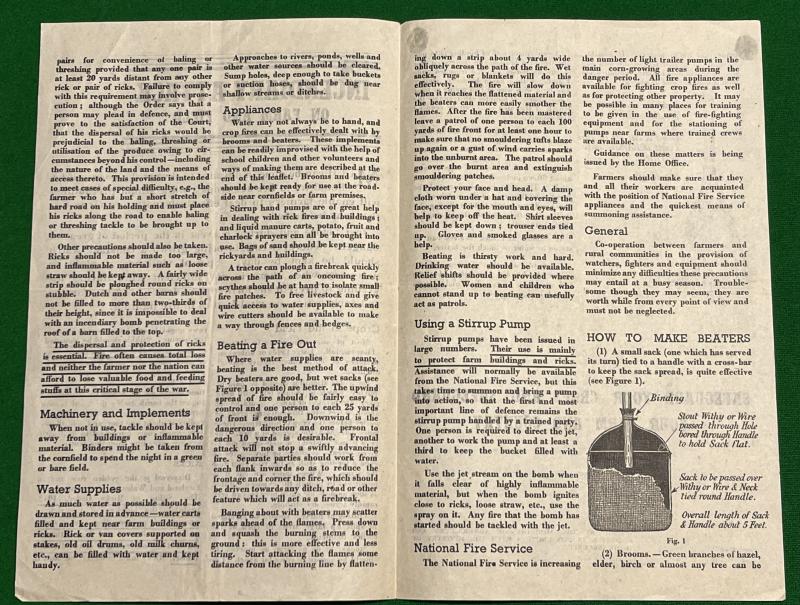 pairs for convenience of baling or
threshing provided that any one pair is
at least 20 yards distant from any other
rick or pair of ricks. Failure to comply
with this requirement may involve prose-
cution; although the Order says that a
person may plead in defence, and must
prove to the satisfaction of the Court,
that the dispersal of his ricks would be
prejudicial to the baling, threshing or
utilisation of the produce owing to cir-
cumstances beyond his control—including
the nature of the land and the means of
access thereto. This provision is intended
to meet cases of special difficulty, e.g., the
farmer who has but a short stretch of
hard road on his holding and must place
his ricks along the road to enable baling
or threshing tackle to be brought up to
them.
Other precautions should also be taken.
Ricks should not be made too large,
and inflammable material such as loose
straw should be kept away. A fairly wide
strip should be ploughed round ricks on
stubble. Dutch and other barns should
not be filled to more than two-thirds of
their height, since it is impossible to deal
with an incendiary bomb penetrating the
roof of a barn filled to the top.
The dispersal and protection of ricks
is essential. Fire often causes total loss
and neither the farmer nor the nation can
afford to lose valuable food and feeding
stuffs at this critical stage of the war.
Machinery and Implements
When not in use, tackle should be kept
away from buildings or inflammable
material. Binders might be taken from
the cornfield to spend the night in a green
or bare field.
Water Supplies
As much water as possible should be
drawn and stored in advance—water carts
filled and kept near farm buildings or
ricks. Rick or van covers supported on
stakes, old oil drums, old milk churns,
etc., can be filled with water and kept
handy.
Approaches to rivers, ponds, wells and
other water sources should be cleared.
Sump holes, deep enough to take buckets
or suction hoses, should be dug near
shallow streams or ditches.
Appliances
Water may not always be to hand, and
crop fires can be effectively dealt with by
brooms and beaters. These implements
can be readily improvised with the help of
school children and other volunteers and
ways of making them are described at the
end of this leaflet. Brooms and beaters
should be kept ready for use at the road-
side near cornfields or farm premises.
Stirrup hand pumps are of great help
in dealing with rick fires and buildings;
and liquid manure carts, potato, fruit and
charlock sprayers can all be brought into
use. Bags of sand should be kept near the
rickyards and buildings.
A tractor can plough a firebreak quickly
across the path of an oncoming fire;
scythes should be at hand to isolate small
fire patches. To free livestock and give
quick access to water supplies, axes and
wire cutters should be available to make
a way through fences and hedges.
Beating a Fire Out
Where water supplies are scanty,
beating is the best method of attack.
Dry beaters are good, but wet sacks (see
Figure 1 opposite) are better. The upwind
spread of fire should be fairly easy to
control and one person to each 25 yards
of front is enough. Downwind is the
dangerous direction and one person to
each 10 yards is desirable. Frontal
attack will not stop a swiftly advancing
fire. Separate parties should work from
each flank inwards so as to reduce the
frontage and corner the fire, which should
be driven towards any ditch, road or other
feature which will act as a firebreak.
Banging about with beaters may scatter
sparks ahead of the flames. Press down
and squash the burning stems to the
ground: this is more effective and less
tiring. Start attacking the flames some
distance from the burning line by flatten-
ing down a strip about 4 yards wide
obliquely across the path of the fire. Wet
sacks, rugs or blankets will do this
effectively. The fire will slow down
when it reaches the flattened material and
the beaters can more easily smother the
flames. After the fire has been mastered
leave a patrol of one person to each 100
yards of fire front for at least one hour to
make sure that no smouldering tufts blaze
up again or a gust of wind carries sparks
into the unburnt area. The patrol should
go over the burnt area and extinguish
smouldering patches.
Protect your face and head. A damp
cloth worn under a hat and covering the
face, except for the mouth and eyes, will
help to keep off the heat. Shirt sleeves
should be kept down; trouser ends tied
up. Gloves and smoked glasses are a
help.
Beating is thirsty work and hard.
Drinking water should be available.
Relief shifts should be provided where
possible. Women and children who
cannot stand up to beating can usefully
act as patrols.
Using a Stirrup Pump
Stirrup pumps have been issued in
large numbers. Their use is mainly
to protect farm buildings and ricks.
Assistance will normally be available
from the National Fire Service, but this
takes time to summon and bring a pump
into action, so that the first and most
important line of defence remains the
stirrup pump handled by a trained party.
One person is required to direct the jet,
another to work the pump and at least a
third to keep the bucket filled with
water.
Use the jet stream on the bomb when
it falls clear of highly inflammable
material, but when the bomb ignites
close to ricks, loose straw, etc., use the
spray on it. Any fire that the bomb has
started should be tackled with the jet.
National Fire Service
The National Fire Service is increasing
the number of light trailer pumps in the
main corn-growing areas during the
danger period. All fire appliances are
available for fighting crop fires as well
as for protecting other property. It may
be possible in many places for training
to be given in the use of fire-fighting
equipment and for the stationing of
pumps near farms where trained crews
are available.
Guidance on these matters is being
issued by the Home Office.
Farmers should make sure that they
and all their workers are acquainted
with the position of National Fire Service
appliances and the quickest means of
summoning assistance.
General
Co-operation between farmers and
rural communities in the provision of
watchers, fighters and equipment should
minimize any difficulties these precautions
may entail at a busy season. Trouble-
some though they may seem, they are
worth while from every point of view and
must not be neglected.
HOW TO MAKE BEATERS
(1) A small sack (one which has served
its turn) tied to a handle with a cross-bar
to keep the sack spread, is quite effective
(see Figure 1).
Binding
Stout Withy or Wire
passed through Hole
bored through Handle
to hold Sack flat.
Sack to be passed over
Withy or Wire & Neck
tied round Handle.
Overall length of Sack
& Handle about 5 Feet.
Fig. 1
(2) Brooms.—Green branches of hazel,
elder, birch or almost any tree can be